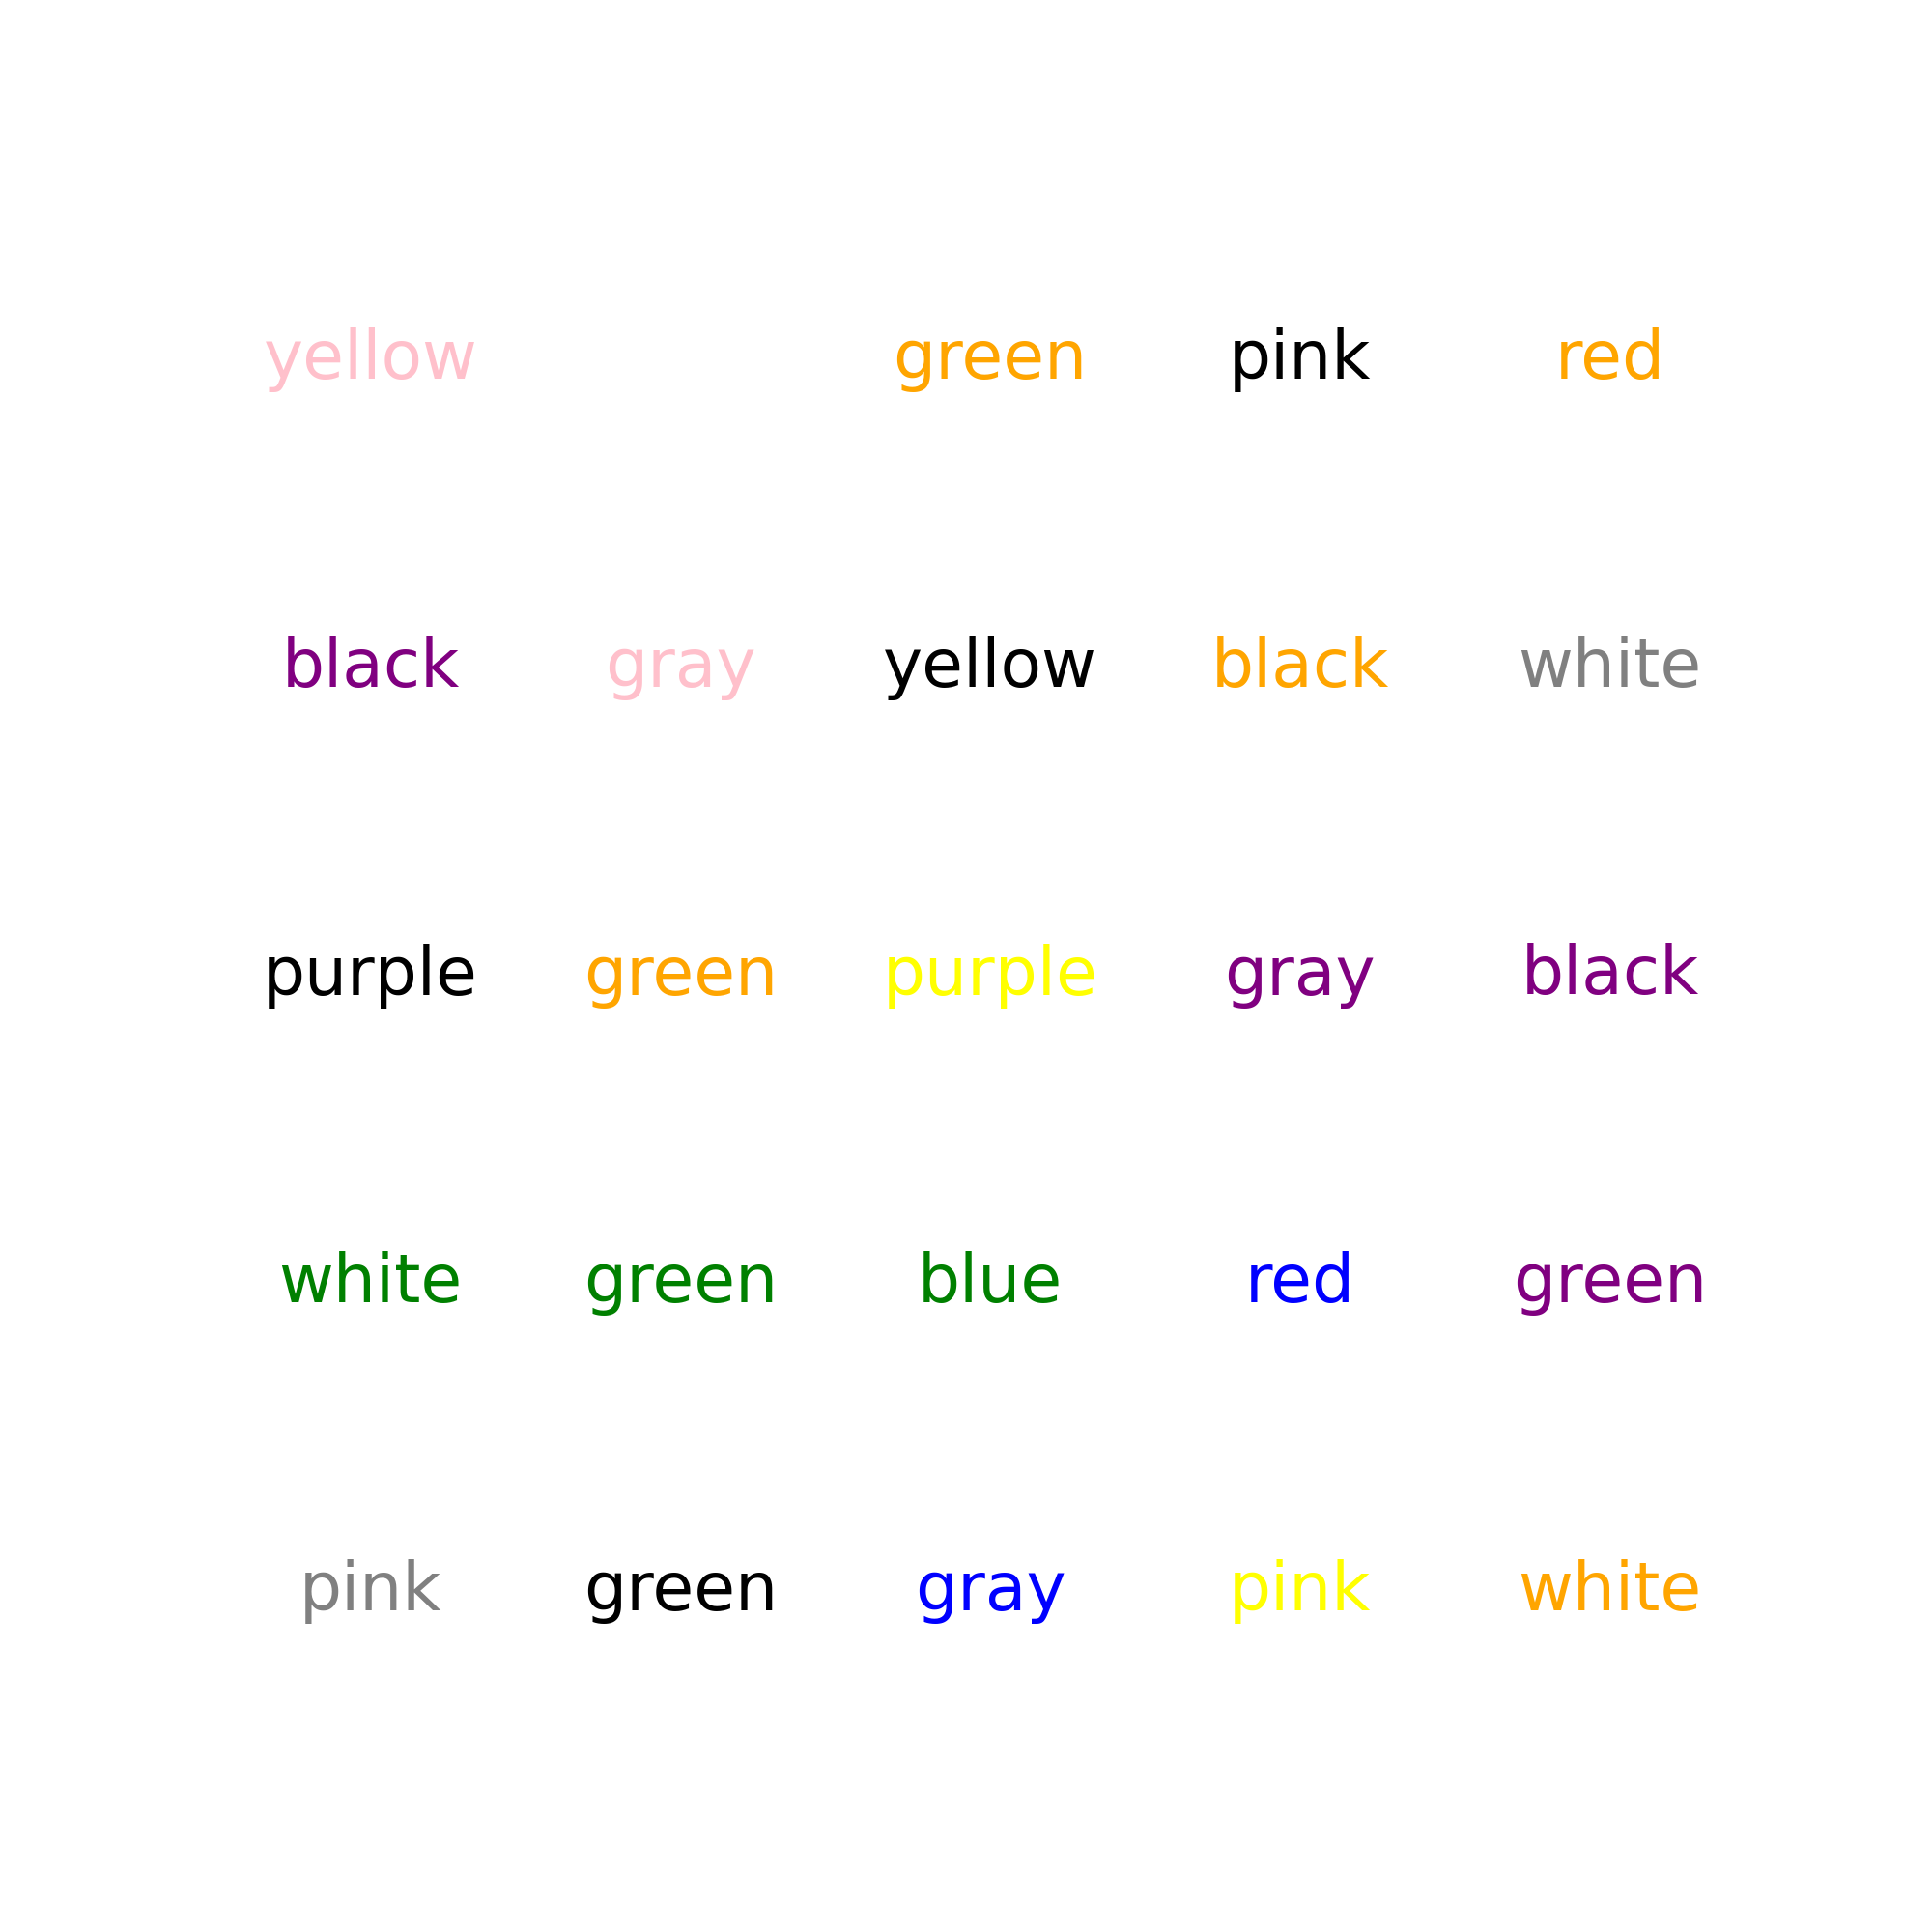 yellow green pink red
black gray yellow black white
purple green purple gray black
white green blue red green
pink green gray pink white